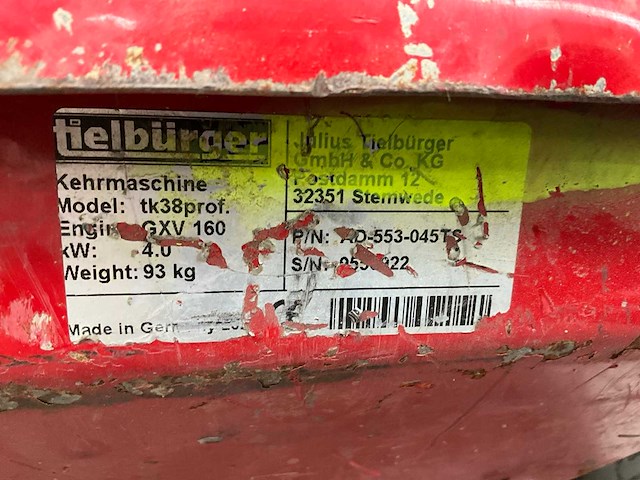 tielbürger
Kehrmaschine
Model: tk38prof.
Engine GXV 160
kW: 4.0
Weight: 93 kg
Made in Germany
Julius Tielbürger
GmbH & Co. KG
Postdamm 12
32351 Stemwede
P/N: AD-553-045TS
S/N: